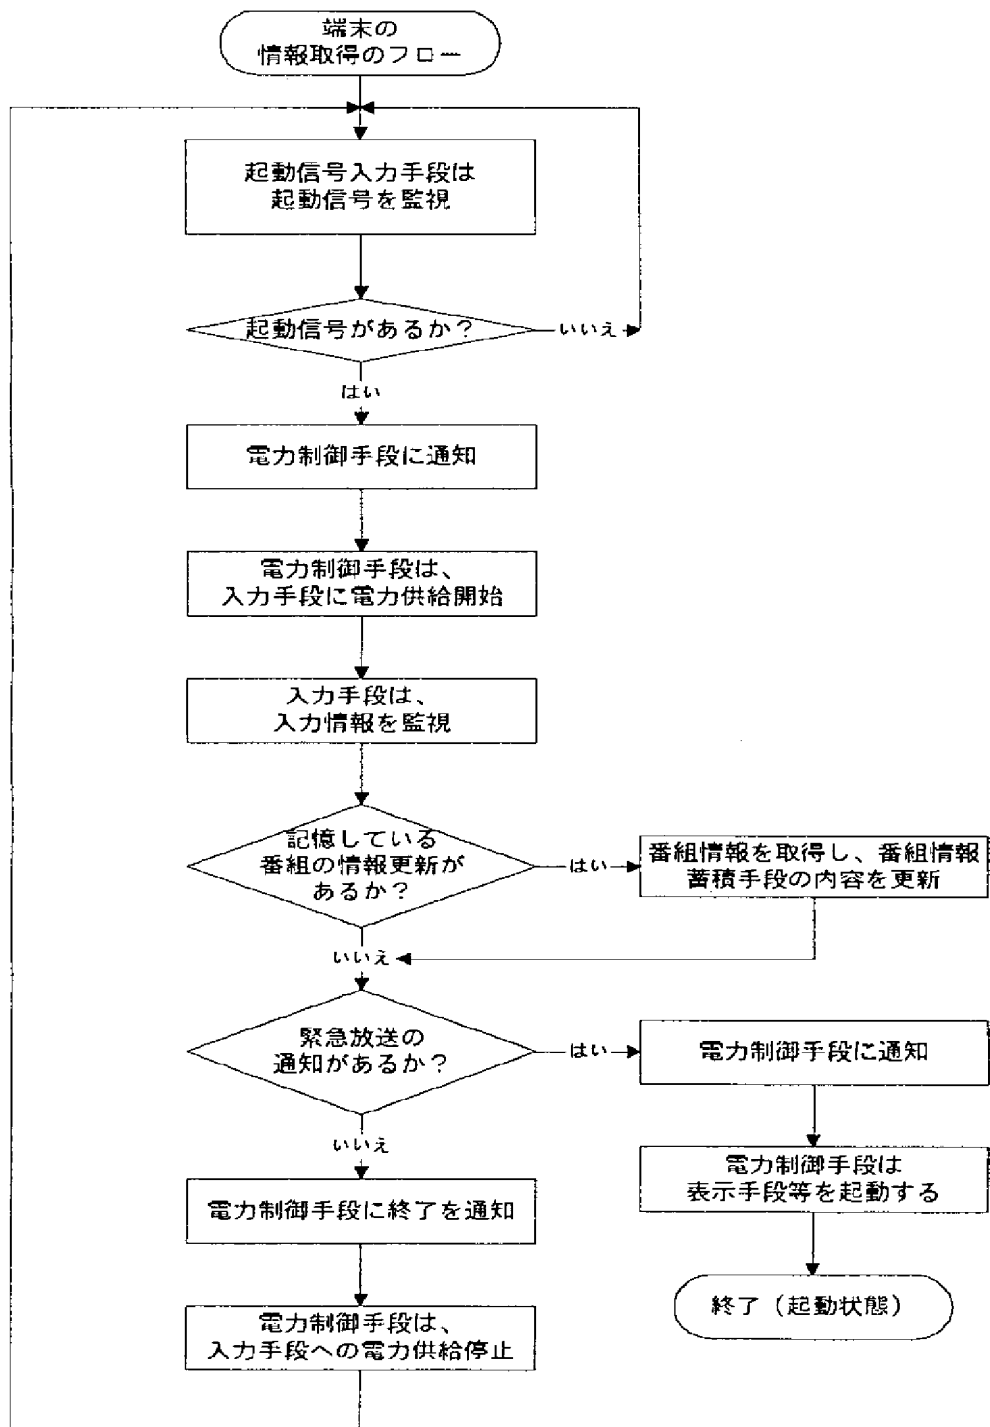 端末の
情報取得のフロー
起動信号入力手段は
起動信号を監視
起動信号があるか？
いいえ
はい
電力制御手段に通知
電力制御手段は、
入力手段に電力供給開始
入力手段は、
入力情報を監視
記憶している
番組の情報更新が
あるか？
はい
番組情報を取得し、番組情報
蓄積手段の内容を更新
いいえ
緊急放送の
通知があるか？
はい
電力制御手段に通知
いいえ
電力制御手段は
表示手段等を起動する
電力制御手段に終了を通知
終了（起動状態）
電力制御手段は、
入力手段への電力供給停止